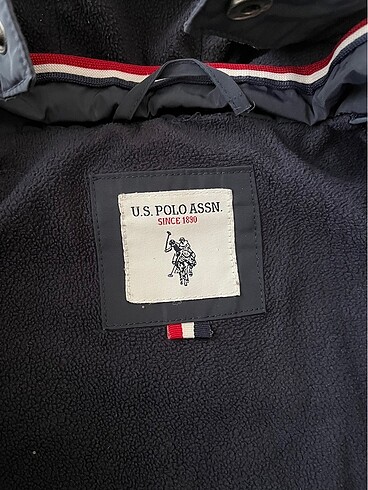 U.S. POLO ASSN.
SINCE 1890